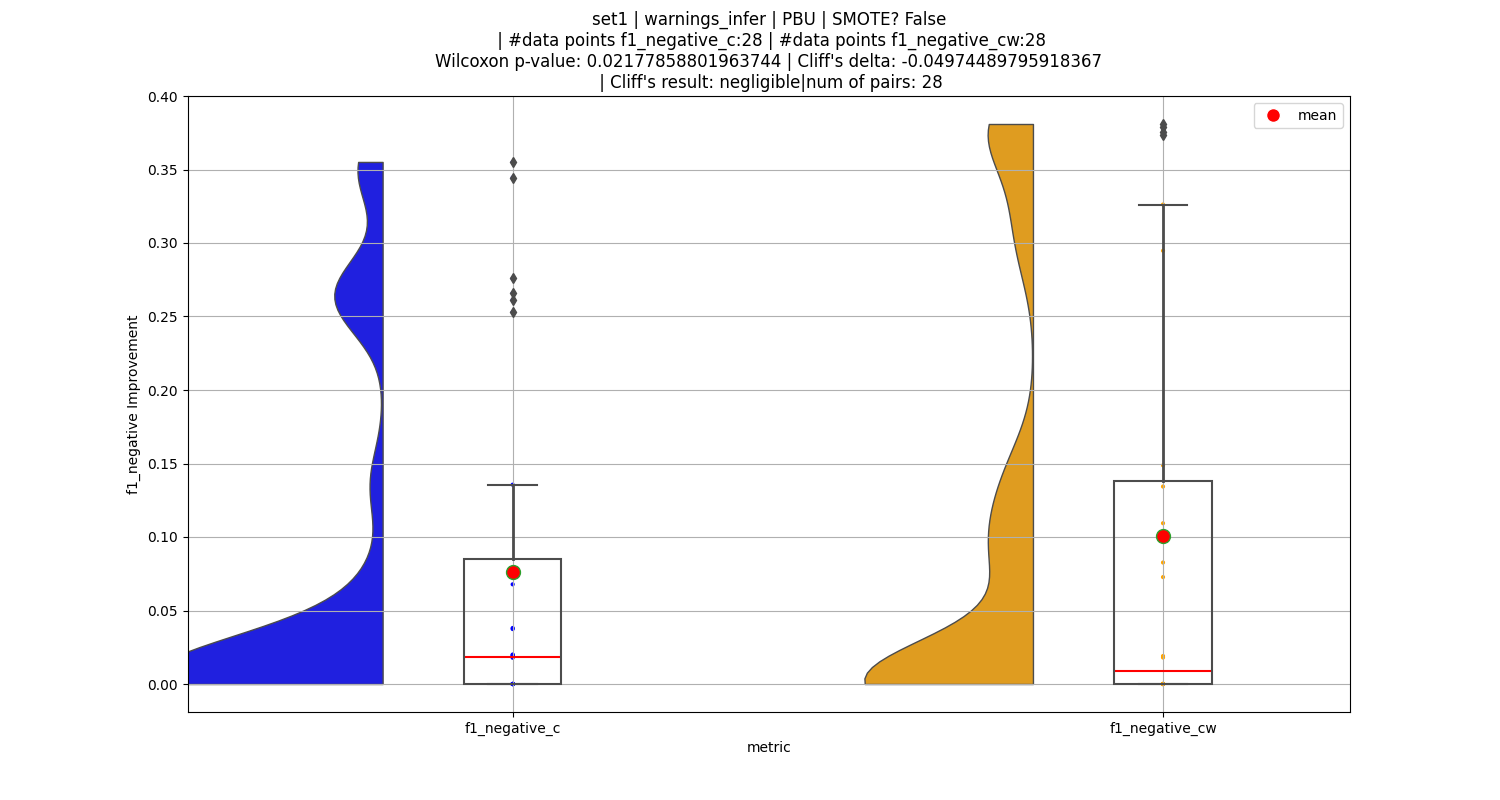 set1 | warnings_infer | PBU | SMOTE? False
| #data points f1_negative_c:28 | #data points f1_negative_cw:28
Wilcoxon p-value: 0.02177858801963744 | Cliff's delta: -0.04974489795918367
| Cliff's result: negligible|num of pairs: 28
0.40
mean
0.35
0.30
0.25
0.20
0.15
0.10
0.05
0.00
f1_negative Improvement
f1_negative_c
f1_negative_cw
metric